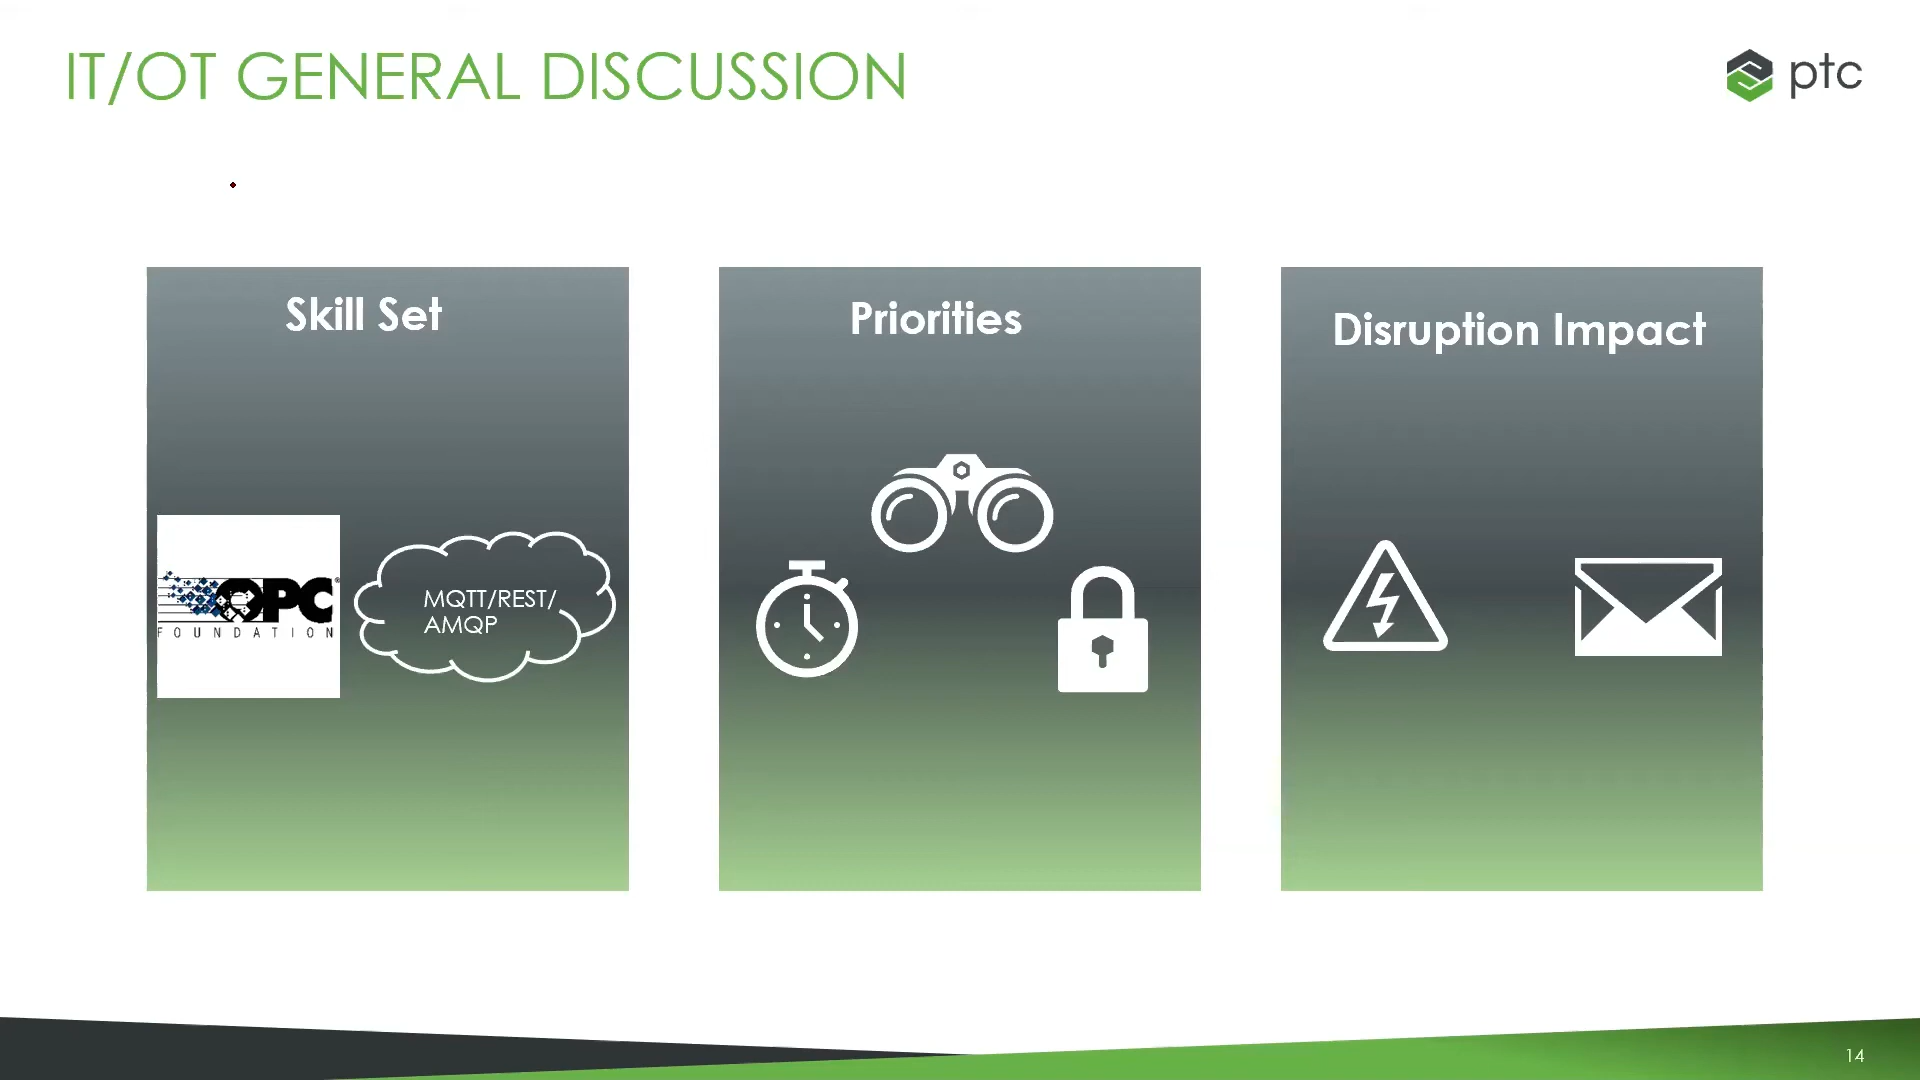 IT/OT GENERAL DISCUSSION
ptc
Skill Set
OPC
FOUNDATION
MQTT/REST/
AMQP
Priorities
Disruption Impact
14